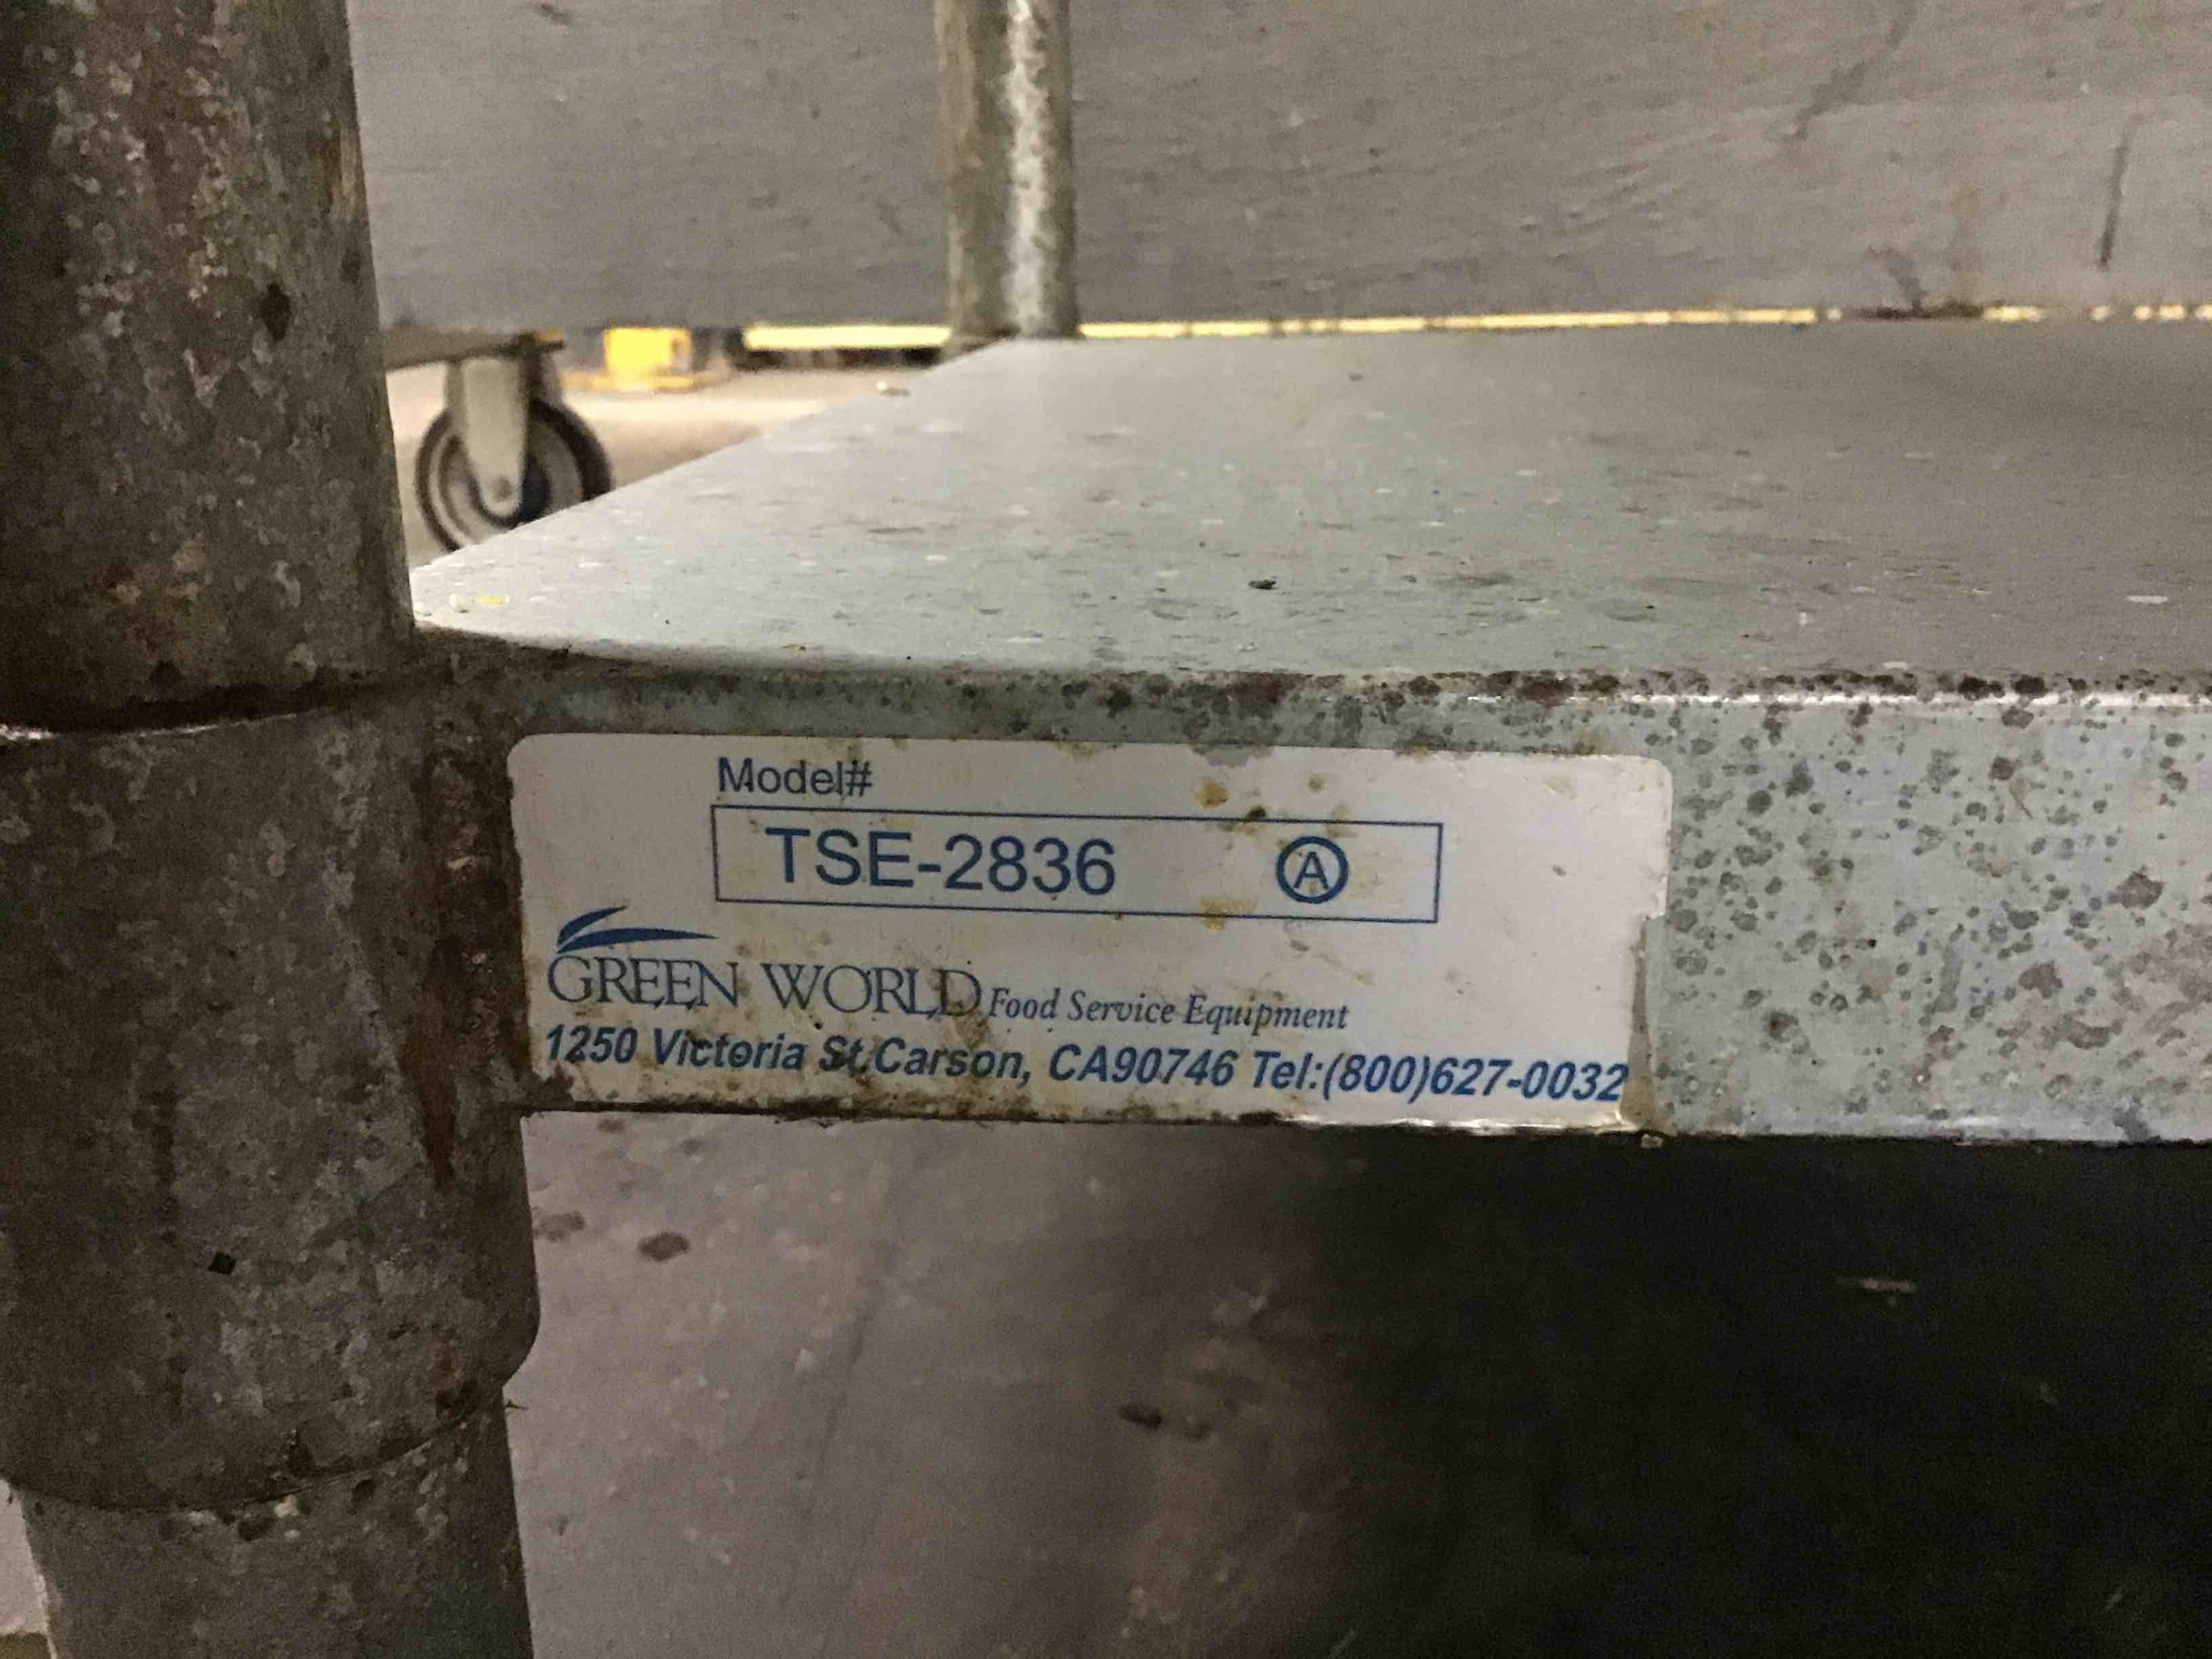 Model#
TSE-2836 Ⓐ
GREEN WORLD Food Service Equipment
1250 Victoria St.Carson, CA90746 Tel:(800)627-0032